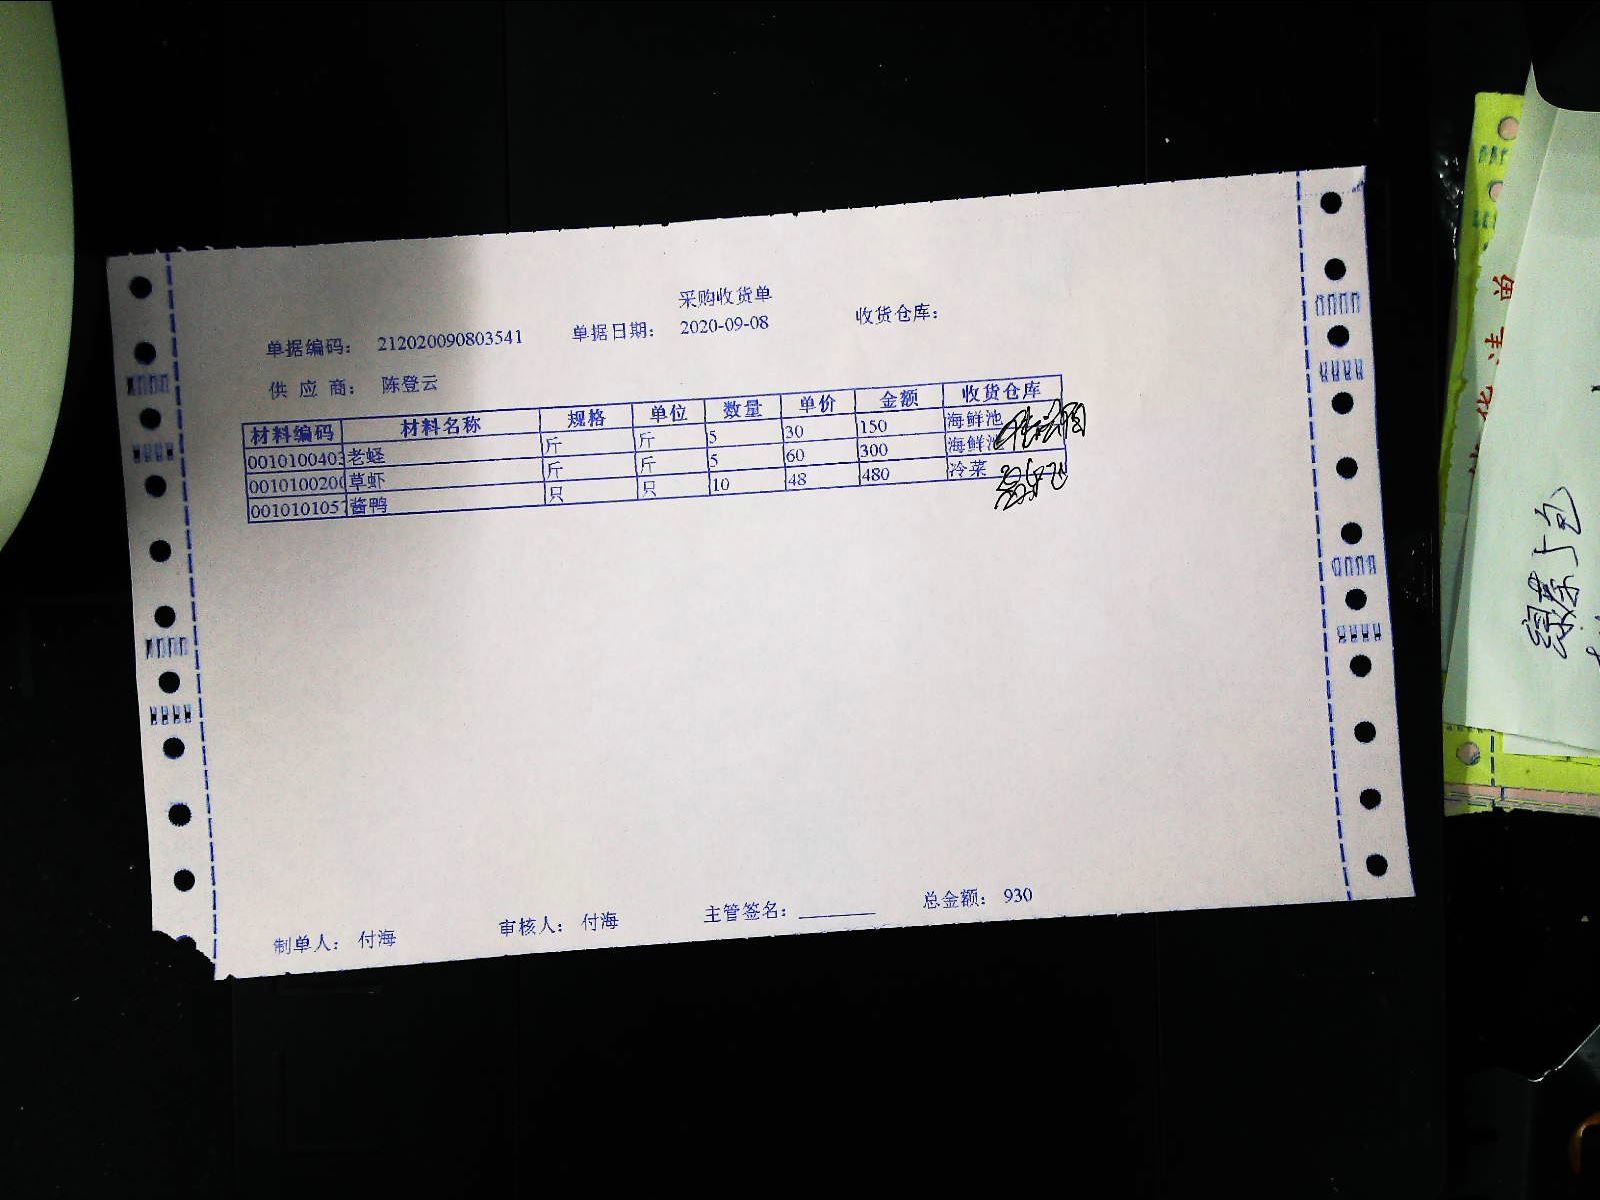 采购收货单
单据编码: 212020090803541 单据日期: 2020-09-08 收货仓库:
供 应 商: 陈登云
材料编码 材料名称 规格 单位 数量 单价 金额 收货仓库
0010100403 老蛏 斤 斤 5 30 150 海鲜池
0010100200 草虾 斤 斤 5 60 300 海鲜池
0010101057 酱鸭 只 只 10 48 480 冷菜
制单人: 付海 审核人: 付海 主管签名: 总金额: 930
绿茶5包